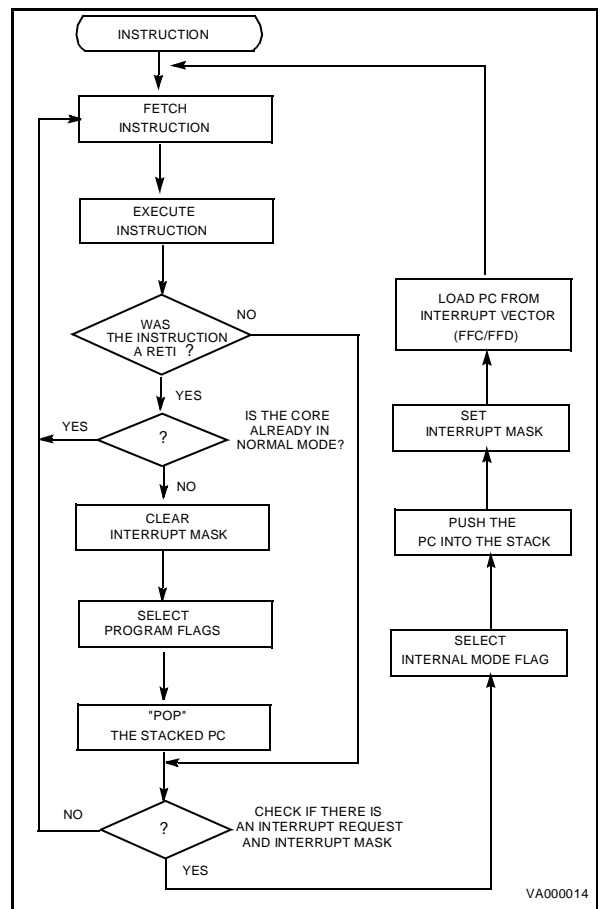 INSTRUCTION
FETCH
INSTRUCTION
EXECUTE
INSTRUCTION
WAS
THE INSTRUCTION
A RETI ?
NO
YES
?
IS THE CORE
ALREADY IN
NORMAL MODE?
YES
NO
CLEAR
INTERRUPT MASK
SELECT
PROGRAM FLAGS
"POP"
THE STACKED PC
?
CHECK IF THERE IS
AN INTERRUPT REQUEST
AND INTERRUPT MASK
NO
YES
SELECT
INTERNAL MODE FLAG
PUSH THE
PC INTO THE STACK
SET
INTERRUPT MASK
LOAD PC FROM
INTERRUPT VECTOR
(FFC/FFD)
VA000014